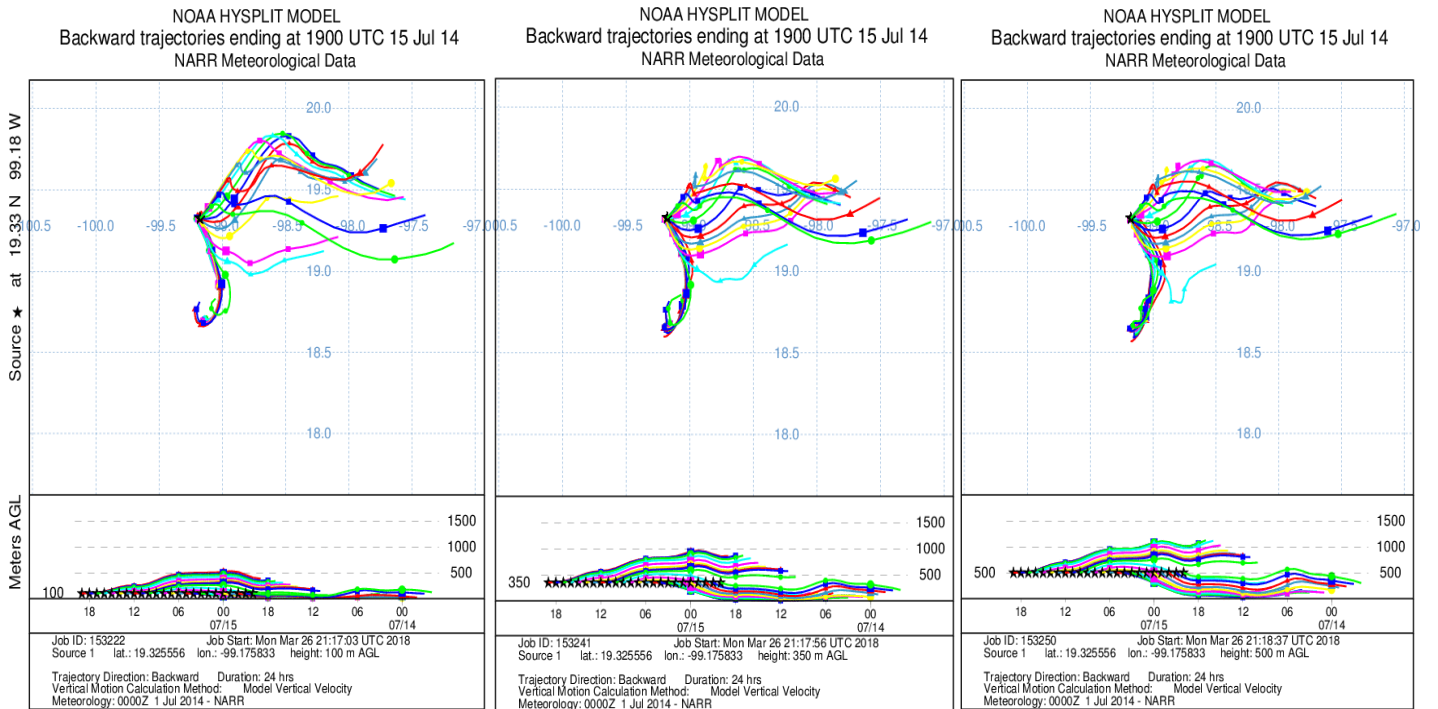 NOAA HYSPLIT MODEL
Backward trajectories ending at 1900 UTC 15 Jul 14
NARR Meteorological Data
Source ★ at 19.33 N 99.18 W
20.0
19.5
-100.5 -100.0 -99.5 -99.0 -98.5 -98.0 -97.5 -97.0
19.0
18.5
18.0
Meters AGL
1500
1000
500
100
18 12 06 00 18 12 06 00
07/15 07/14
Job ID: 153222 Job Start: Mon Mar 26 21:17:03 UTC 2018
Source 1 lat.: 19.325556 lon.: -99.175833 height: 100 m AGL
Trajectory Direction: Backward Duration: 24 hrs
Vertical Motion Calculation Method: Model Vertical Velocity
Meteorology: 0000Z 1 Jul 2014 - NARR
NOAA HYSPLIT MODEL
Backward trajectories ending at 1900 UTC 15 Jul 14
NARR Meteorological Data
20.0
19.5
-100.0 -99.5 -98.5 -98.0 -97.5 -97.0
19.0
18.5
18.0
1500
1000
500
350
18 12 06 00 18 12 06 00
07/15 07/14
Job ID: 153241 Job Start: Mon Mar 26 21:17:56 UTC 2018
Source 1 lat.: 19.325556 lon.: -99.175833 height: 350 m AGL
Trajectory Direction: Backward Duration: 24 hrs
Vertical Motion Calculation Method: Model Vertical Velocity
Meteorology: 0000Z 1 Jul 2014 - NARR
NOAA HYSPLIT MODEL
Backward trajectories ending at 1900 UTC 15 Jul 14
NARR Meteorological Data
20.0
19.5
-100.0 -99.5 -98.5 -98.0 -97.5 -97.0
19.0
18.5
18.0
1500
1000
500
500
18 12 06 00 18 12 06 00
07/15 07/14
Job ID: 153250 Job Start: Mon Mar 26 21:18:37 UTC 2018
Source 1 lat.: 19.325556 lon.: -99.175833 height: 500 m AGL
Trajectory Direction: Backward Duration: 24 hrs
Vertical Motion Calculation Method: Model Vertical Velocity
Meteorology: 0000Z 1 Jul 2014 - NARR